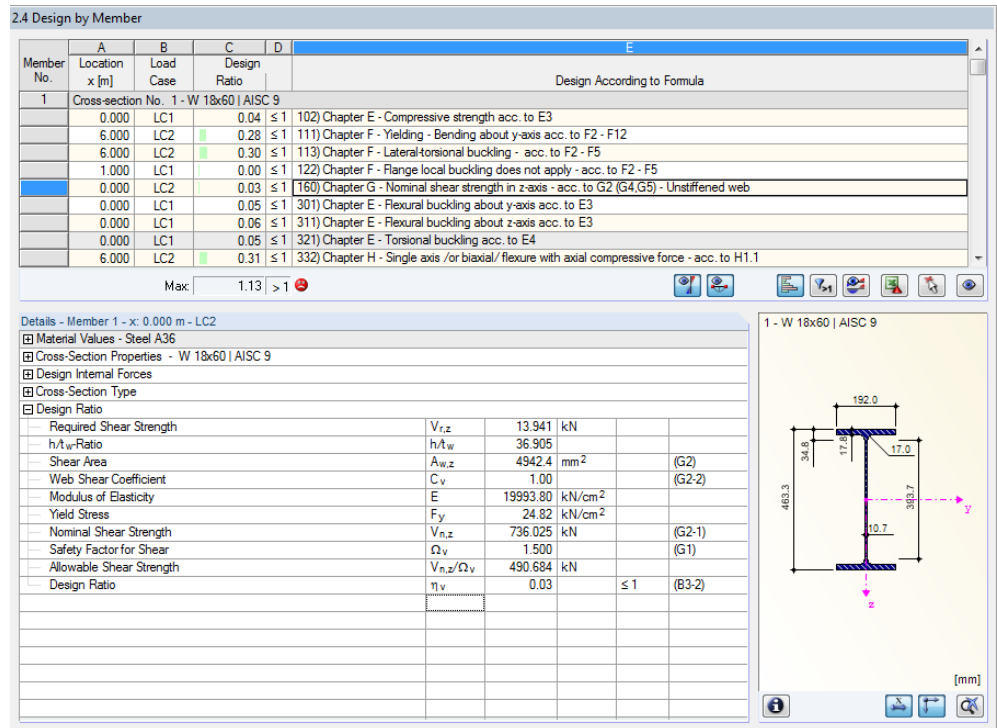 2.4 Design by Member
A B C D E
Member Location Load Design
No. x [m] Case Ratio Design According to Formula
1 Cross-section No. 1 - W 18x60 | AISC 9
0.000 LC1 0.04 ≤ 1 102) Chapter E - Compressive strength acc. to E3
6.000 LC2 0.28 ≤ 1 111) Chapter F - Yielding - Bending about y-axis acc. to F2 - F12
6.000 LC2 0.30 ≤ 1 113) Chapter F - Lateral-torsional buckling - acc. to F2 - F5
1.000 LC1 0.00 ≤ 1 122) Chapter F - Flange local buckling does not apply - acc. to F2 - F5
0.000 LC2 0.03 ≤ 1 160) Chapter G - Nominal shear strength in z-axis - acc. to G2 (G4,G5) - Unstiffened web
0.000 LC1 0.05 ≤ 1 301) Chapter E - Flexural buckling about y-axis acc. to E3
0.000 LC1 0.06 ≤ 1 311) Chapter E - Flexural buckling about z-axis acc. to E3
0.000 LC1 0.05 ≤ 1 321) Chapter E - Torsional buckling acc. to E4
6.000 LC2 0.31 ≤ 1 332) Chapter H - Single axis /or biaxial/ flexure with axial compressive force - acc. to H1.1
Max: 1.13 > 1
Details - Member 1 - x: 0.000 m - LC2
Material Values - Steel A36
Cross-Section Properties - W 18x60 | AISC 9
Design Internal Forces
Cross-Section Type
Design Ratio
Required Shear Strength Vr,z 13.941 kN
h/tw-Ratio h/tw 36.905
Shear Area Aw,z 4942.4 mm2 (G2)
Web Shear Coefficient Cv 1.00 (G2-2)
Modulus of Elasticity E 19993.80 kN/cm2
Yield Stress Fy 24.82 kN/cm2
Nominal Shear Strength Vn,z 736.025 kN (G2-1)
Safety Factor for Shear Ωv 1.500 (G1)
Allowable Shear Strength Vn,z/Ωv 490.684 kN
Design Ratio ηv 0.03 ≤ 1 (B3-2)
1 - W 18x60 | AISC 9
192.0
34.8
17.8
17.0
463.3
393.7
y
10.7
z
[mm]